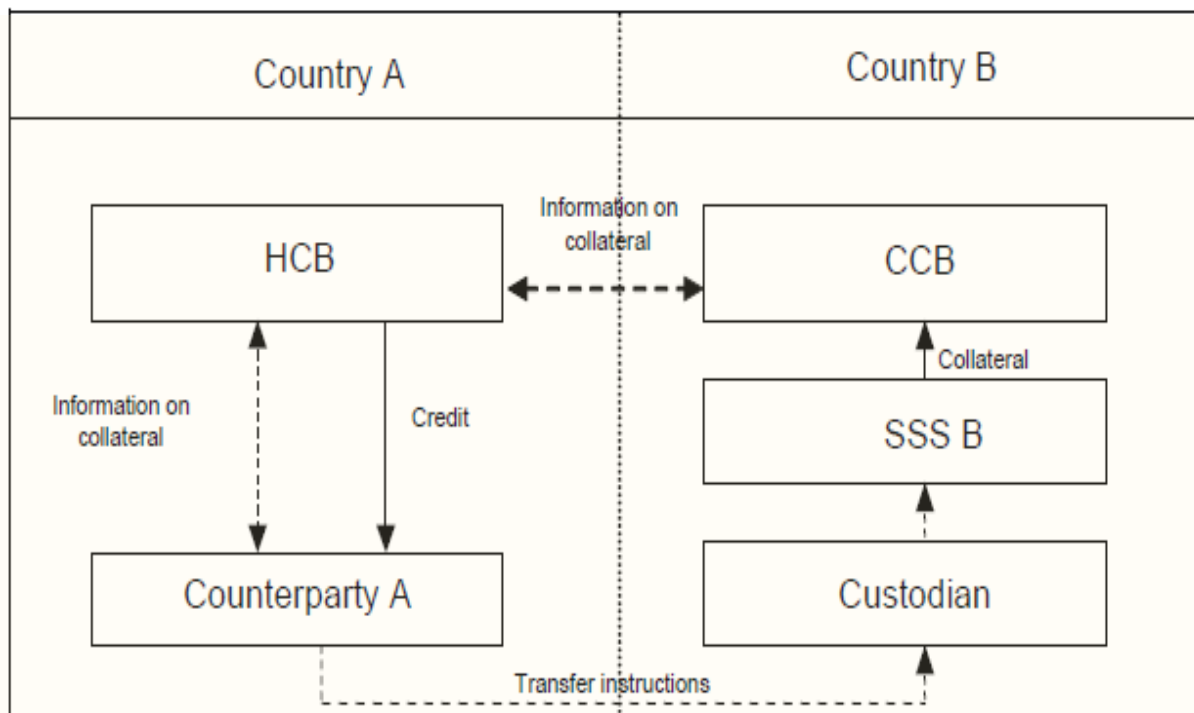 Country A
Country B
Information on
collateral
HCB
CCB
Collateral
Information on
collateral
Credit
SSS B
Counterparty A
Custodian
Transfer instructions